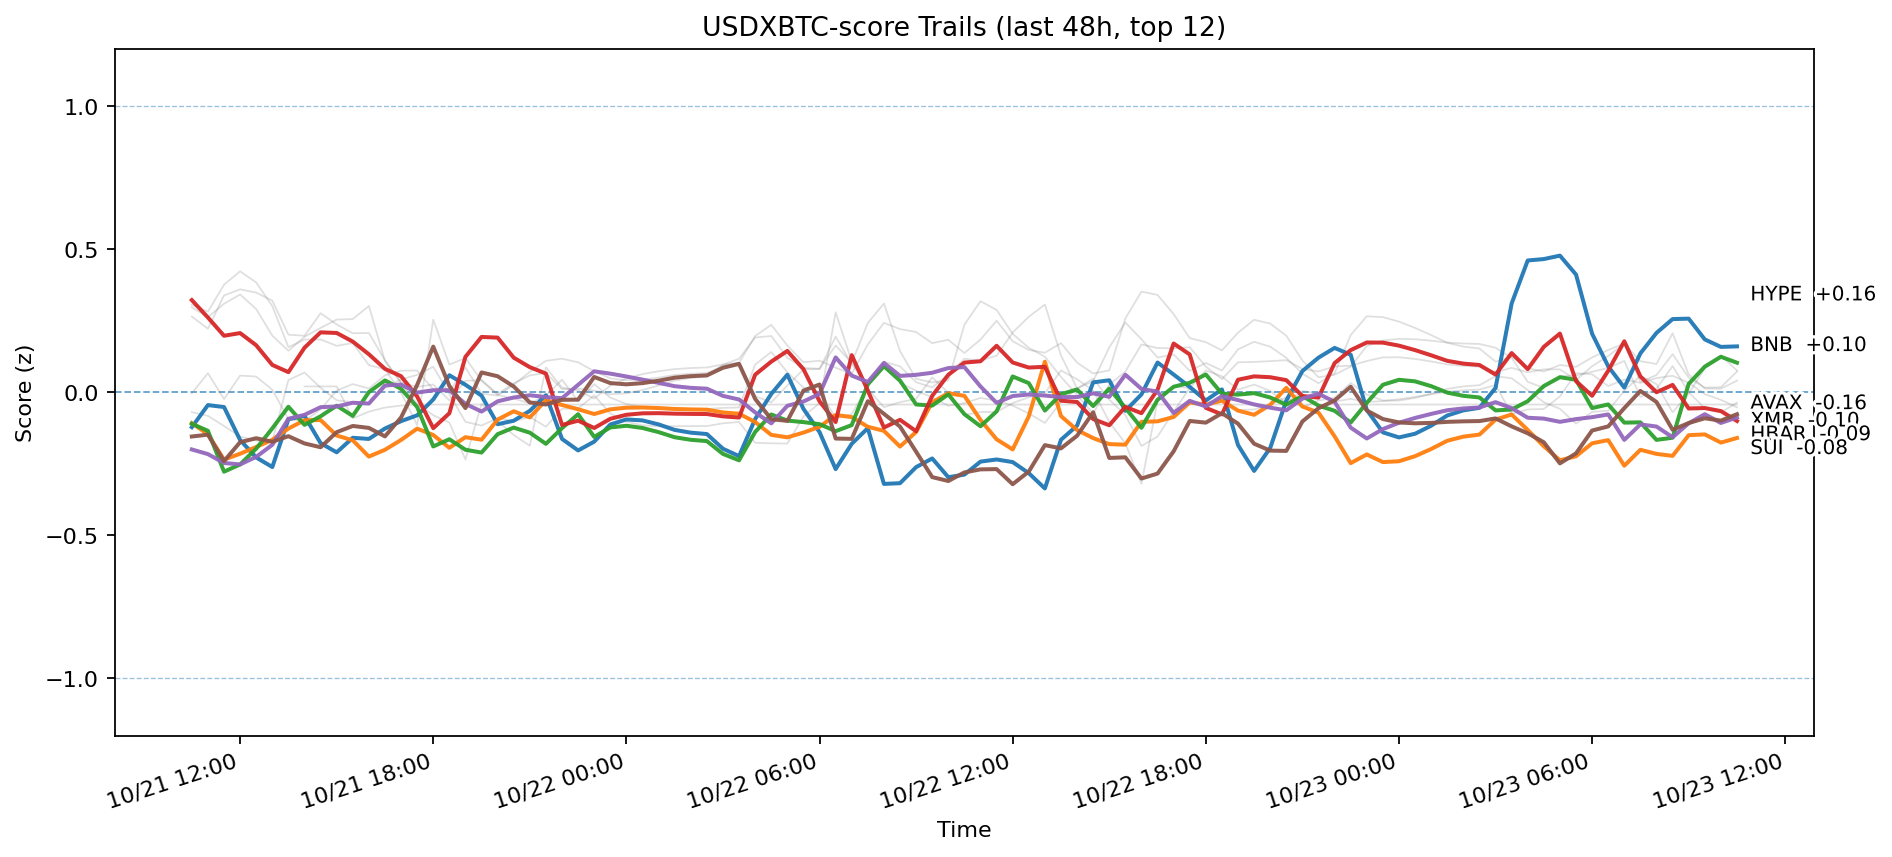 USDXBTC-score Trails (last 48h, top 12)
Score (z)
1.0
0.5
0.0
−0.5
−1.0
HYPE +0.16
BNB +0.10
AVAX -0.16
XMR -0.10
HBAR -0.09
SUI -0.08
10/21 12:00
10/21 18:00
10/22 00:00
10/22 06:00
10/22 12:00
10/22 18:00
10/23 00:00
10/23 06:00
10/23 12:00
Time